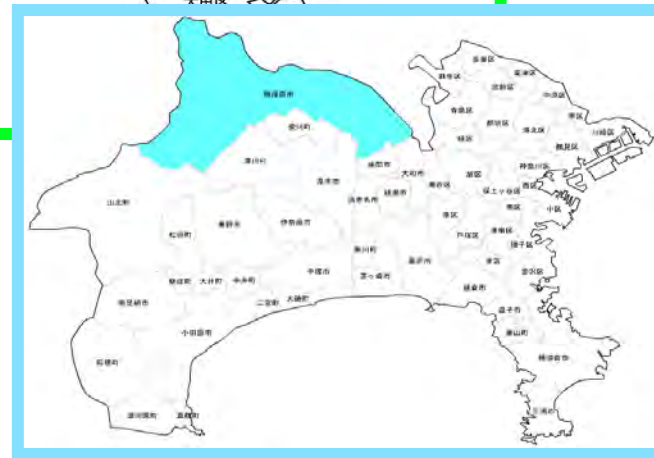 多摩区
麻生区
高津区
宮前区
中原区
相模原市
青葉区
幸区
川崎区
都筑区
港北区
愛川町
鶴見区
緑区
清川村
座間市
神奈川区
大和市
旭区
厚木市
瀬谷区
西区
保土ヶ谷区
綾瀬市
海老名市
山北町
南区
中区
泉区
秦野市
伊勢原市
港南区
松田町
戸塚区
磯子区
寒川町
藤沢市
栄区
金沢区
平塚市
茅ヶ崎市
開成町
大井町
中井町
鎌倉市
二宮町
大磯町
南足柄市
逗子市
小田原市
葉山町
横須賀市
箱根町
三浦市
湯河原町
真鶴町